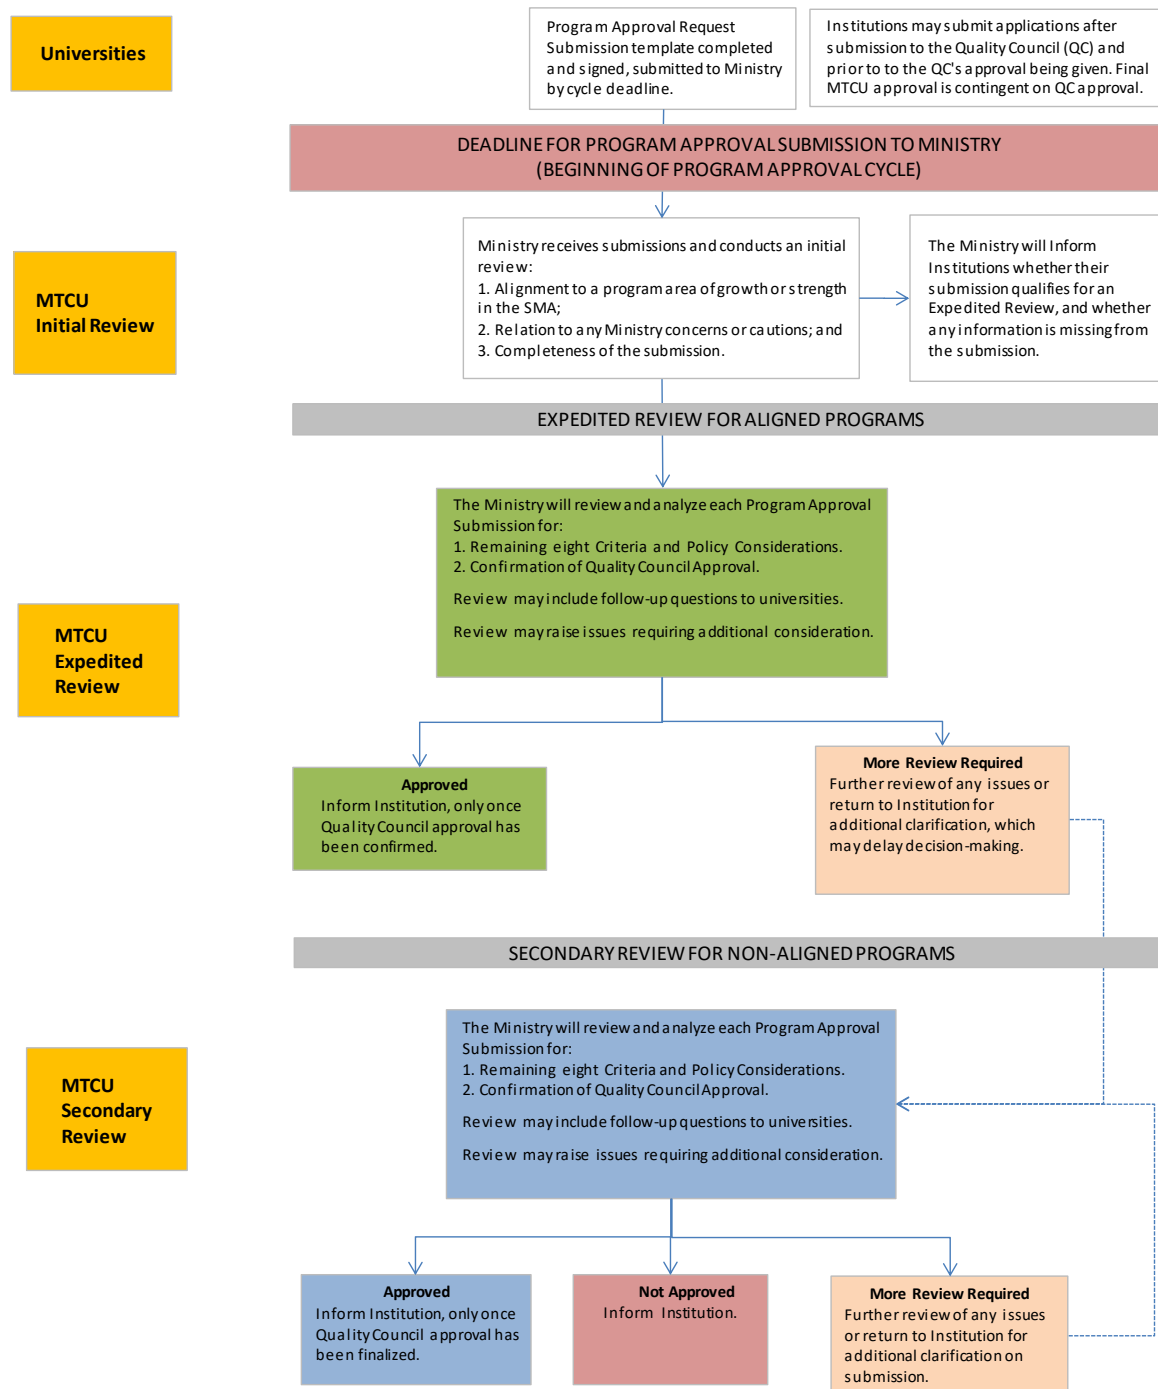 Universities
Program Approval Request
Submission template completed
and signed, submitted to Ministry
by cycle deadline.
Institutions may submit applications after
submission to the Quality Council (QC) and
prior to to the QC's approval being given. Final
MTCU approval is contingent on QC approval.
DEADLINE FOR PROGRAM APPROVAL SUBMISSION TO MINISTRY
(BEGINNING OF PROGRAM APPROVAL CYCLE)
MTCU
Initial Review
Ministry receives submissions and conducts an initial
review:
1. Alignment to a program area of growth or strength
in the SMA;
2. Relation to any Ministry concerns or cautions; and
3. Completeness of the submission.
The Ministry will Inform
Institutions whether their
submission qualifies for an
Expedited Review, and whether
any information is missing from
the submission.
EXPEDITED REVIEW FOR ALIGNED PROGRAMS
MTCU
Expedited
Review
The Ministry will review and analyze each Program Approval
Submission for:
1. Remaining eight Criteria and Policy Considerations.
2. Confirmation of Quality Council Approval.
Review may include follow-up questions to universities.
Review may raise issues requiring additional consideration.
Approved
Inform Institution, only once
Quality Council approval has
been confirmed.
More Review Required
Further review of any issues or
return to Institution for
additional clarification, which
may delay decision-making.
SECONDARY REVIEW FOR NON-ALIGNED PROGRAMS
MTCU
Secondary
Review
The Ministry will review and analyze each Program Approval
Submission for:
1. Remaining eight Criteria and Policy Considerations.
2. Confirmation of Quality Council Approval.
Review may include follow-up questions to universities.
Review may raise issues requiring additional consideration.
Approved
Inform Institution, only once
Quality Council approval has
been finalized.
Not Approved
Inform Institution.
More Review Required
Further review of any issues
or return to Institution for
additional clarification on
submission.